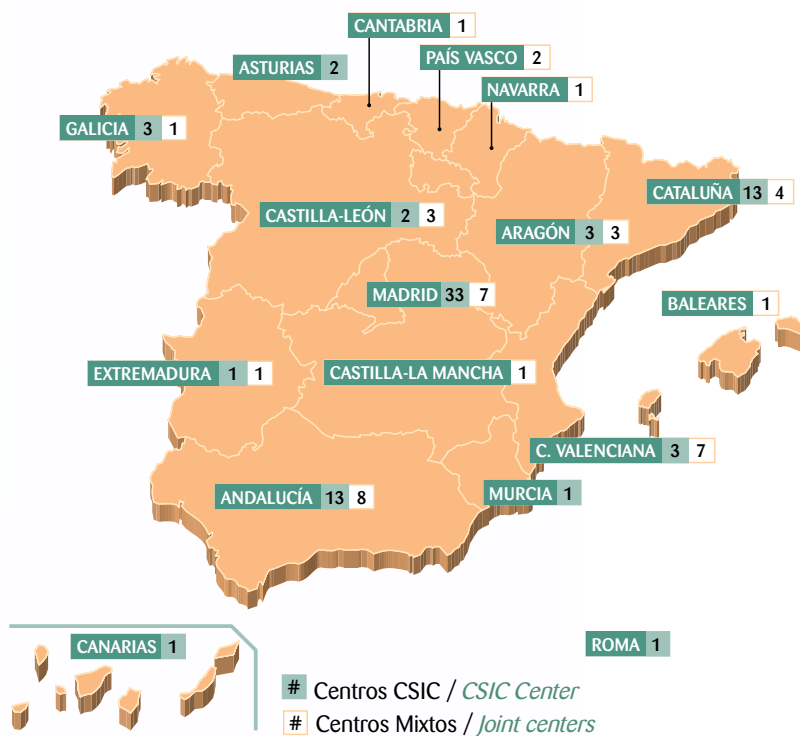 CANTABRIA 1
PAÍS VASCO 2
ASTURIAS 2
NAVARRA 1
GALICIA 3 1
CATALUÑA 13 4
CASTILLA-LEÓN 2 3
ARAGÓN 3 3
MADRID 33 7
BALEARES 1
EXTREMADURA 1 1
CASTILLA-LA MANCHA 1
C. VALENCIANA 3 7
ANDALUCÍA 13 8
MURCIA 1
CANARIAS 1
ROMA 1
# Centros CSIC / CSIC Center
# Centros Mixtos / Joint centers